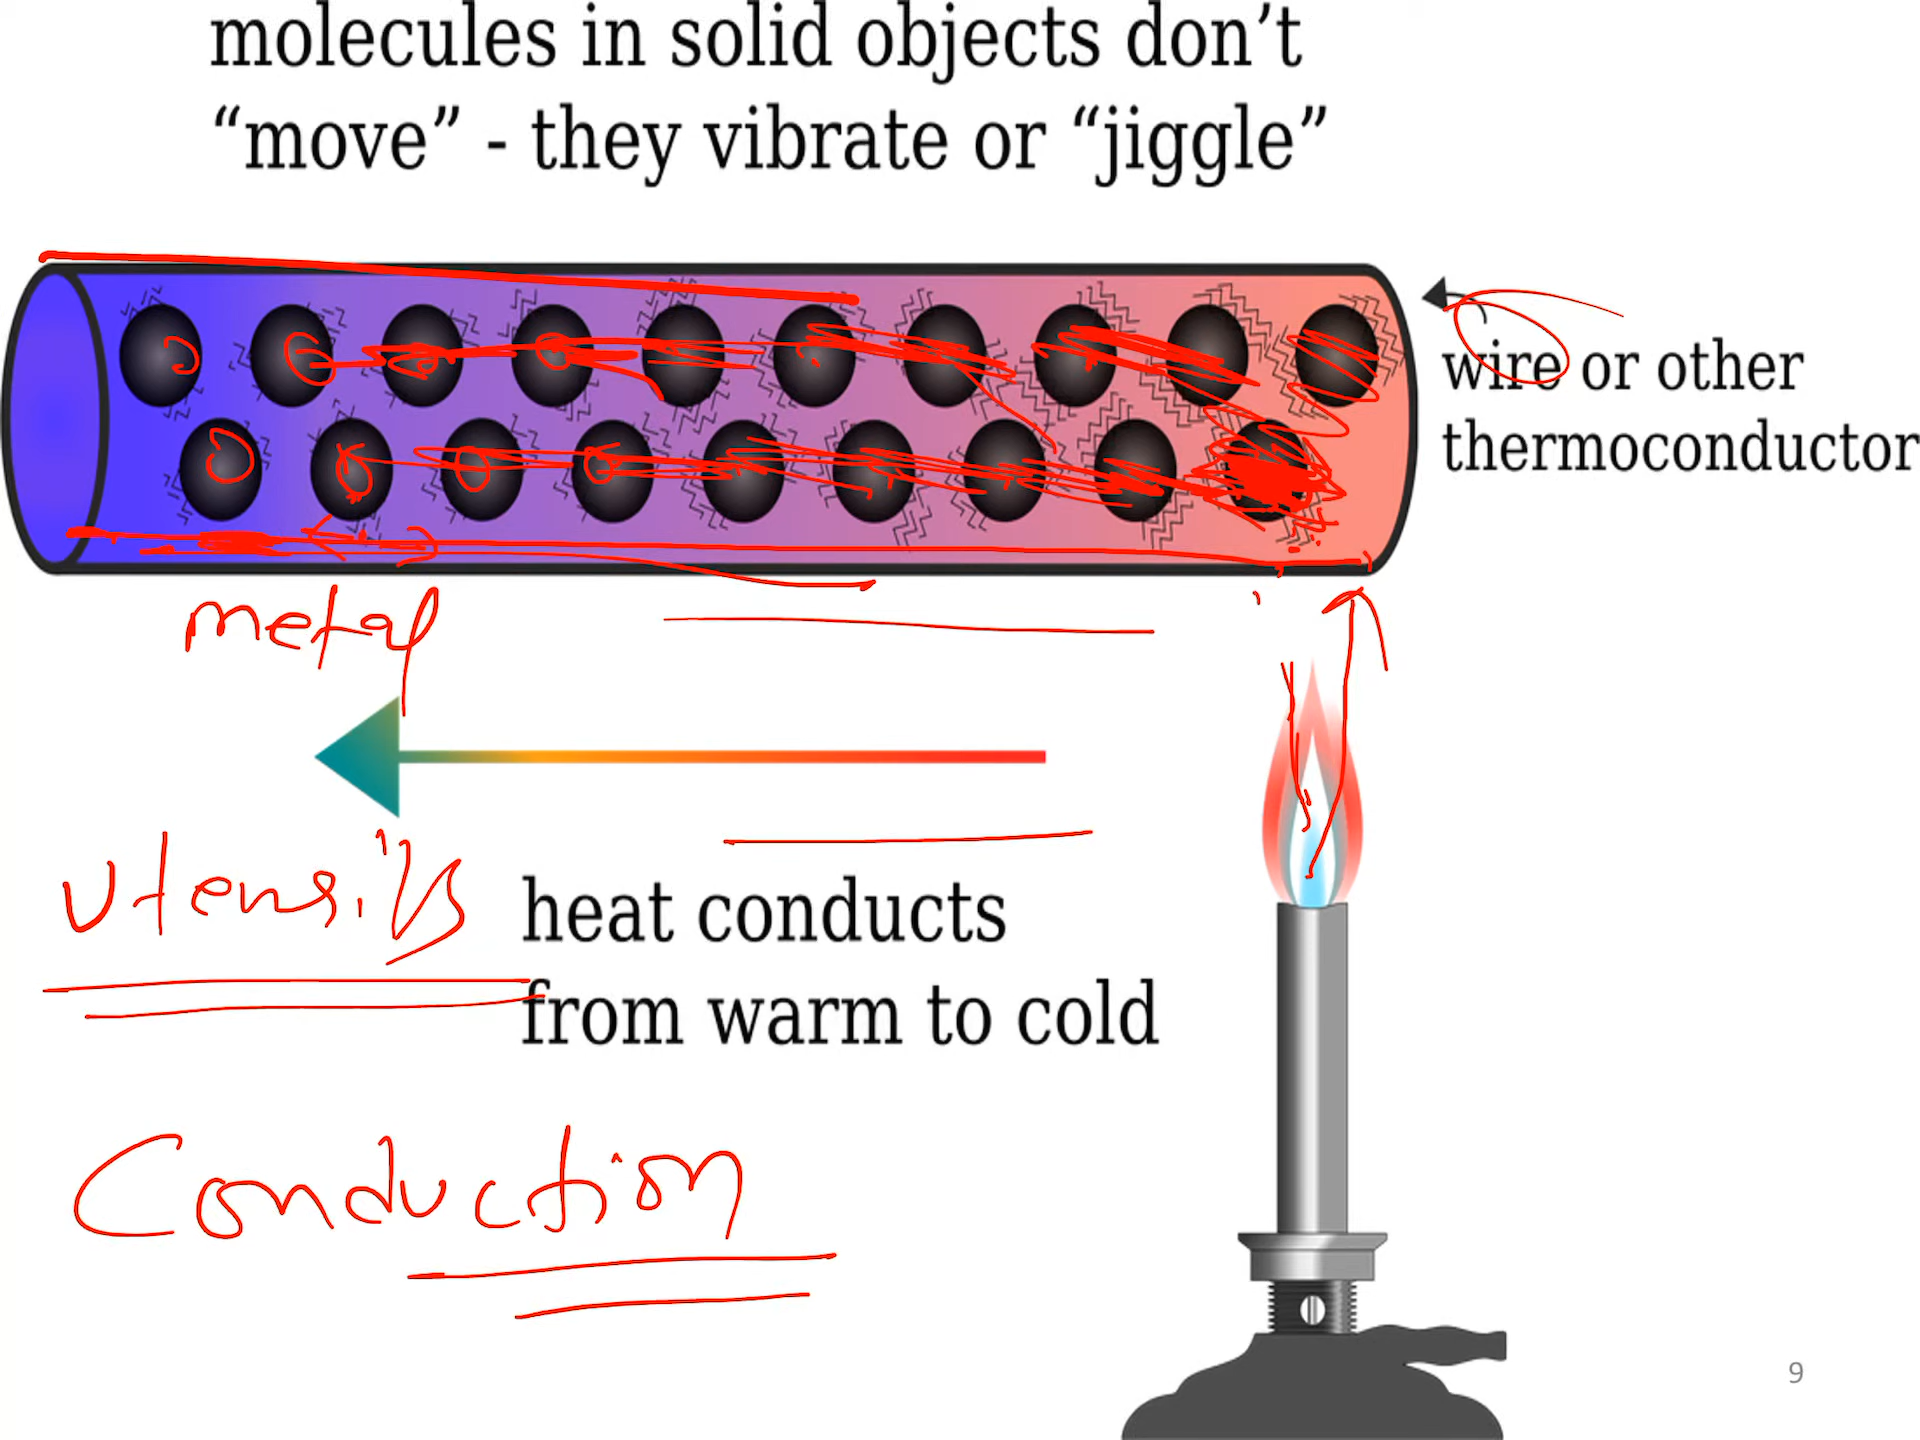 molecules in solid objects don’t
“move” - they vibrate or “jiggle”
wire or other
thermoconductor
metal
utensils
heat conducts
from warm to cold
Conduction
9